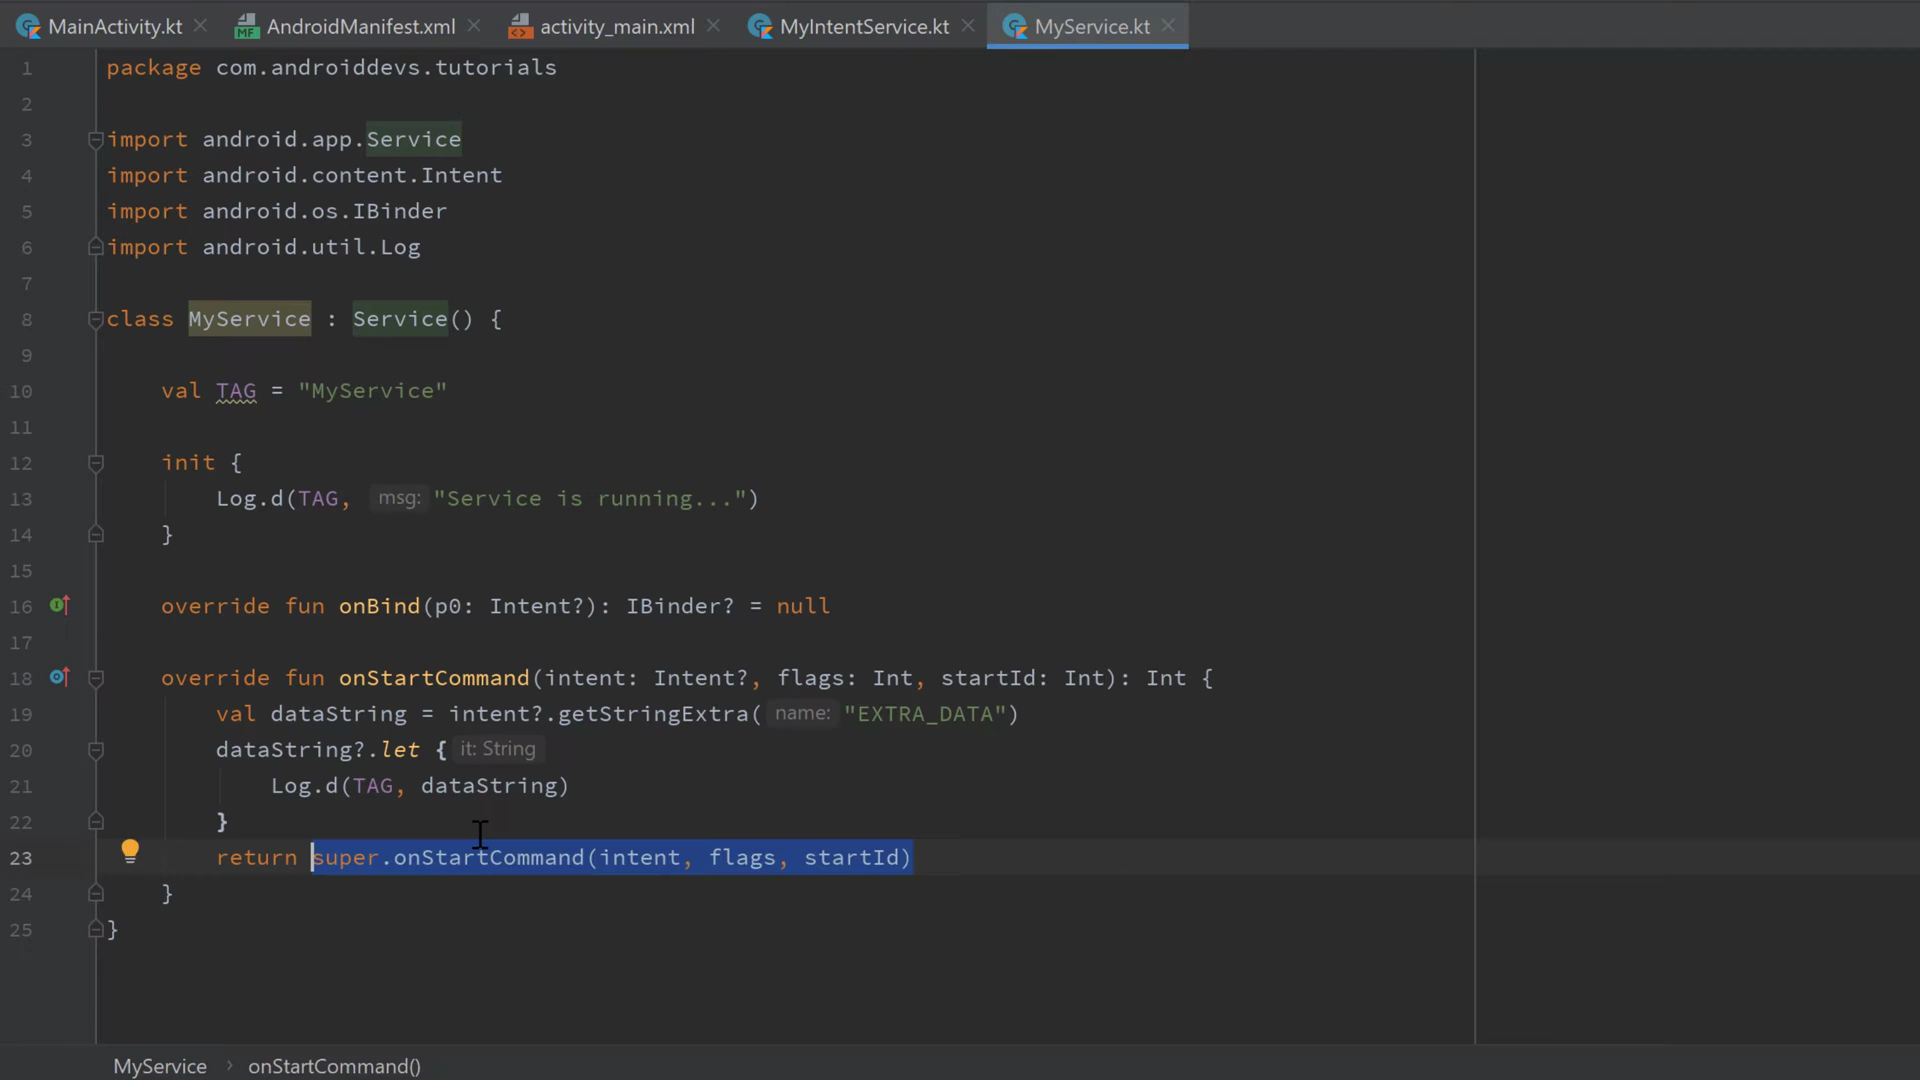 MainActivity.kt AndroidManifest.xml activity_main.xml MyIntentService.kt MyService.kt
1 package com.androiddevs.tutorials
2
3 import android.app.Service
4 import android.content.Intent
5 import android.os.IBinder
6 import android.util.Log
7
8 class MyService : Service() {
9
10 val TAG = "MyService"
11
12 init {
13 Log.d(TAG, msg: "Service is running...")
14 }
15
16 override fun onBind(p0: Intent?): IBinder? = null
17
18 override fun onStartCommand(intent: Intent?, flags: Int, startId: Int): Int {
19 val dataString = intent?.getStringExtra( name: "EXTRA_DATA")
20 dataString?.let { it: String
21 Log.d(TAG, dataString)
22 }
23 return super.onStartCommand(intent, flags, startId)
24 }
25 }
MyService › onStartCommand()